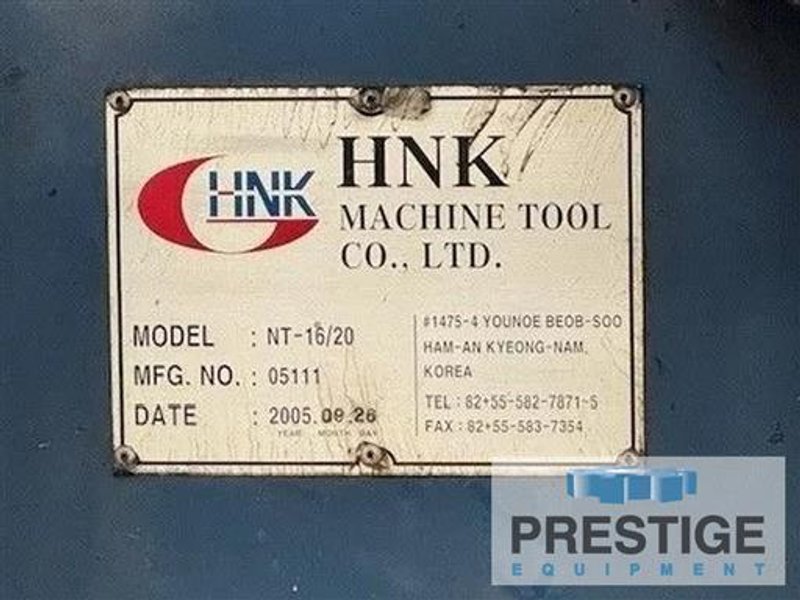 HNK
HNK
MACHINE TOOL
CO., LTD.
MODEL : NT-16/20
MFG. NO. : 05111
DATE : 2005.09.26
YEAR MONTH DAY
#1475-4 YOUNOE BEOB-SOO
HAM-AN KYEONG-NAM.
KOREA
TEL : 82+55-582-7871~5
FAX : 82+55-583-7354
PRESTIGE
EQUIPMENT